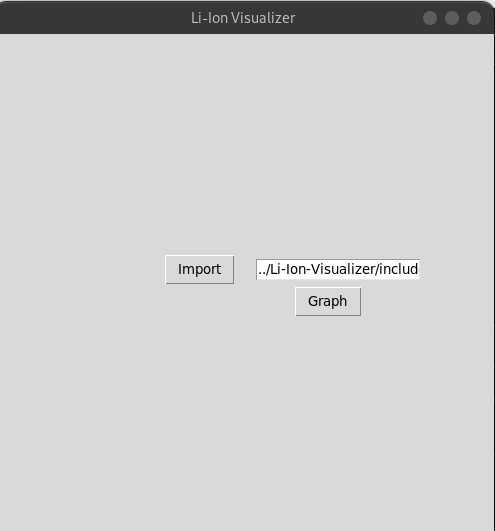 Li-Ion Visualizer
Import
../Li-Ion-Visualizer/includ
Graph